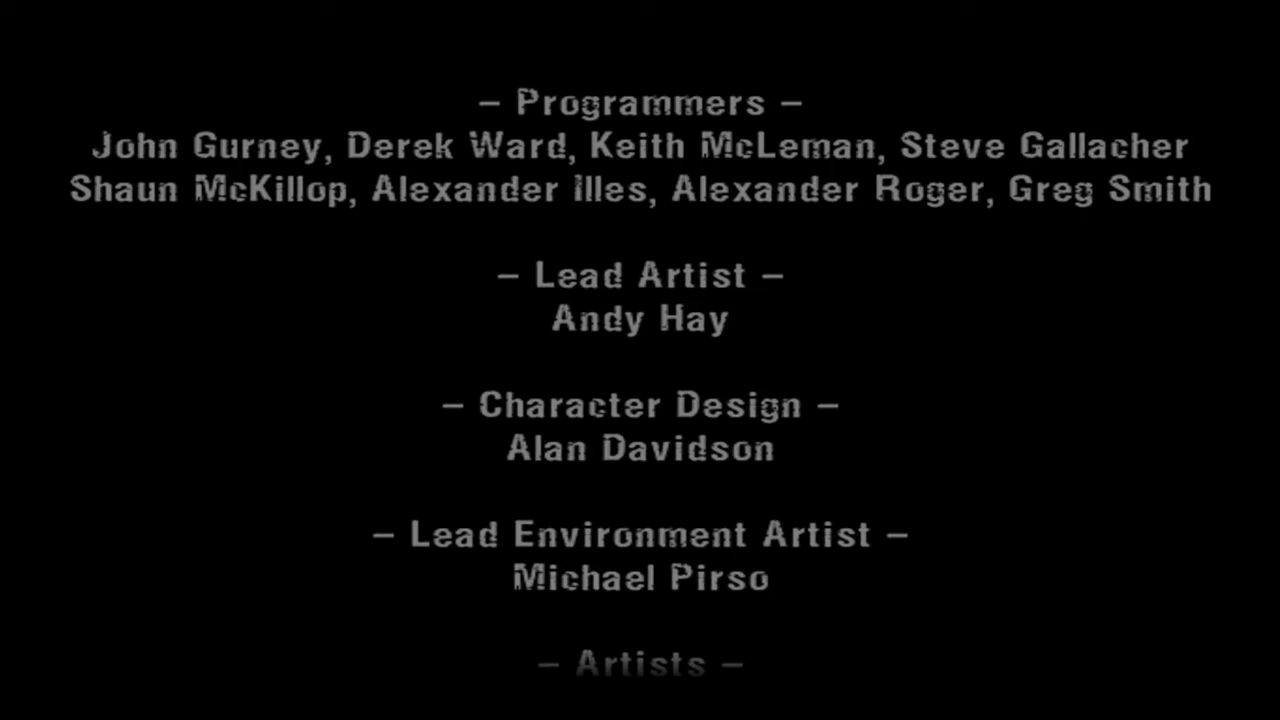 – Programmers –
John Gurney, Derek Ward, Keith McLeman, Steve Gallacher
Shaun McKillop, Alexander Illes, Alexander Roger, Greg Smith
– Lead Artist –
Andy Hay
– Character Design –
Alan Davidson
– Lead Environment Artist –
Michael Pirso
– Artists –